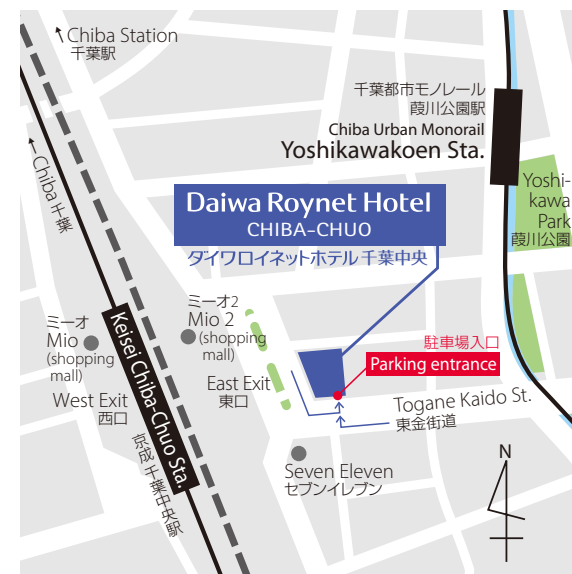 Chiba Station
千葉駅
千葉都市モノレール
葭川公園駅
Chiba Urban Monorail
Yoshikawakoen Sta.
Chiba 千葉
Yoshi-
kawa
Park
葭川公園
Daiwa Roynet Hotel
CHIBA-CHUO
ダイワロイネットホテル 千葉中央
ミーオ
Mio
(shopping
mall)
ミーオ2
Mio 2
(shopping
mall)
駐車場入口
Parking entrance
Keisei Chiba-Chuo Sta.
京成 千葉中央駅
West Exit
西口
East Exit
東口
Togane Kaido St.
東金街道
Seven Eleven
セブンイレブン
N